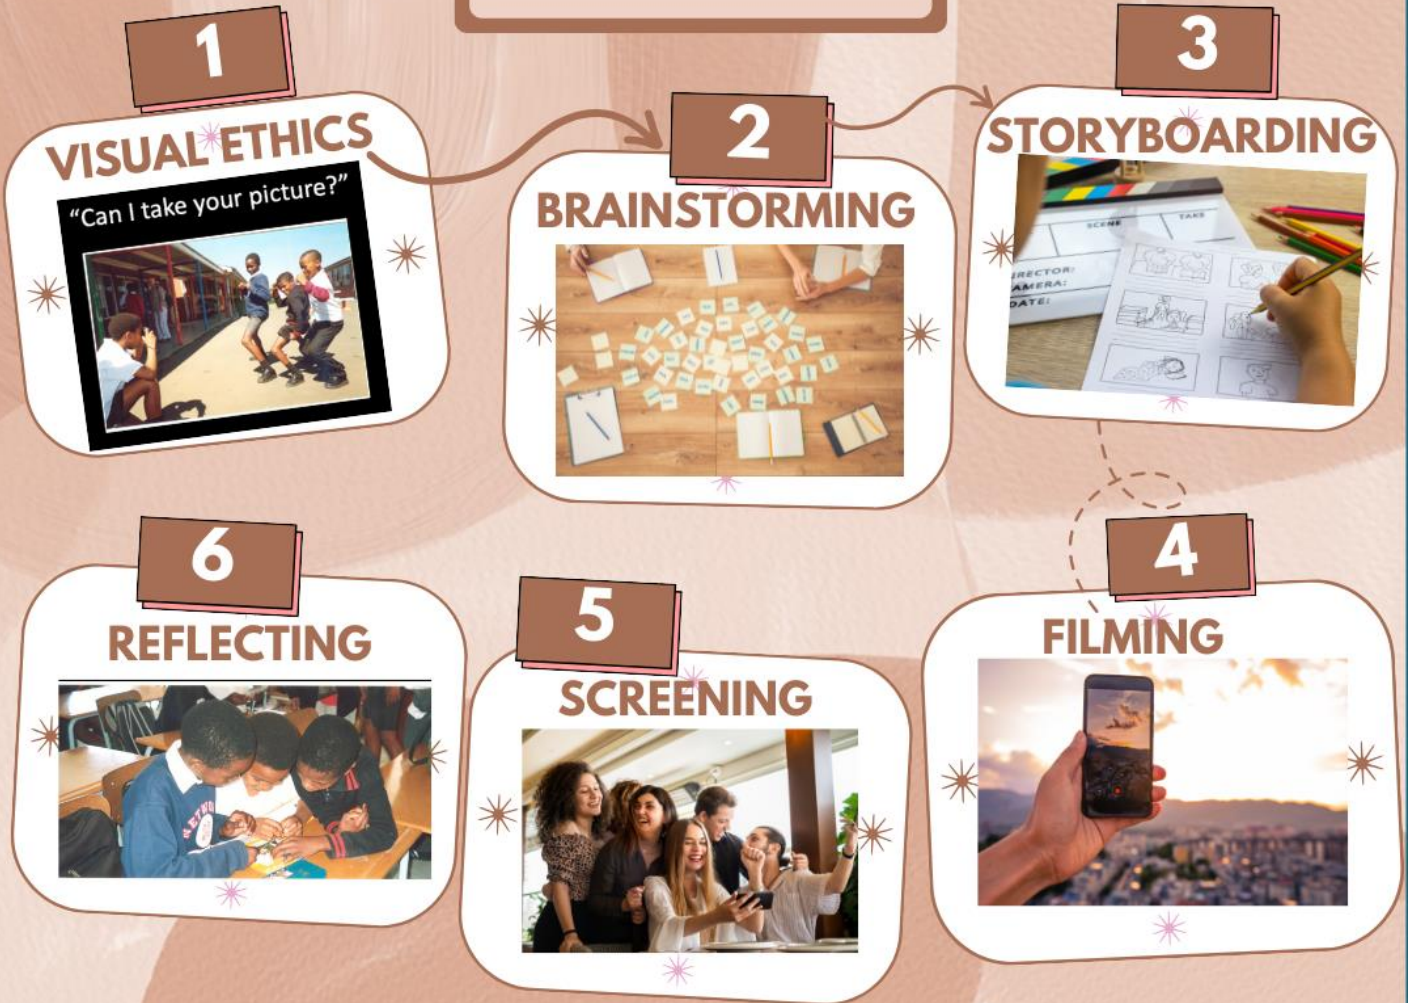 1
VISUAL ETHICS
“Can I take your picture?”
2
BRAINSTORMING
3
STORYBOARDING
SCENE
TAKE
DIRECTOR:
CAMERA:
DATE:
4
FILMING
5
SCREENING
6
REFLECTING